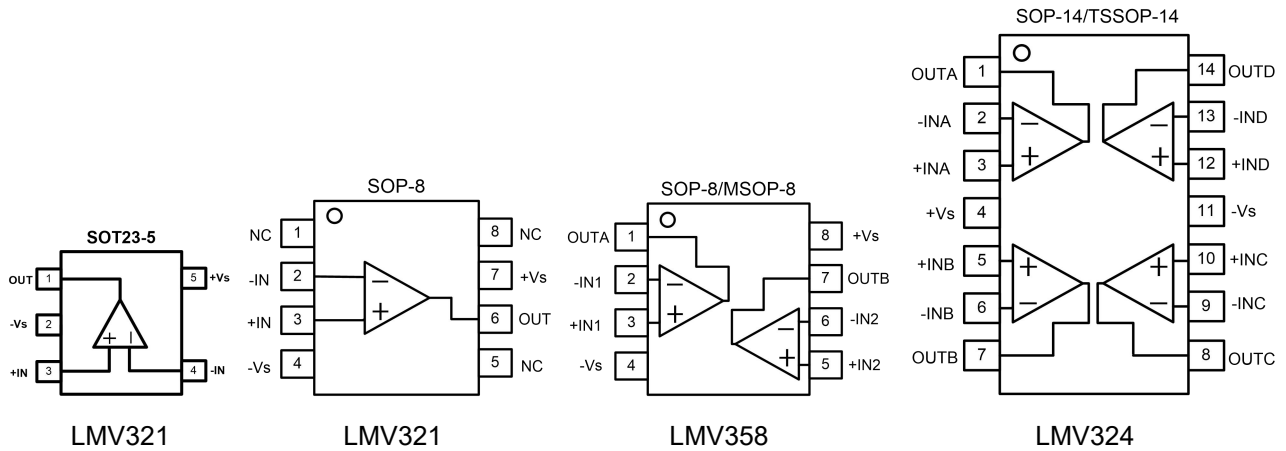 SOT23-5
OUT 1
5 +Vs
-Vs 2
+IN 3
4 -IN
+ −
LMV321
SOP-8
NC 1
8 NC
-IN 2
7 +Vs
+IN 3
6 OUT
-Vs 4
5 NC
−
+
LMV321
SOP-8/MSOP-8
OUTA 1
8 +Vs
-IN1 2
7 OUTB
+IN1 3
6 -IN2
-Vs 4
5 +IN2
−
+
−
+
LMV358
SOP-14/TSSOP-14
OUTA 1
14 OUTD
-INA 2
13 -IND
+INA 3
12 +IND
+Vs 4
11 -Vs
+INB 5
10 +INC
-INB 6
9 -INC
OUTB 7
8 OUTC
− −
+ +
+ +
− −
LMV324